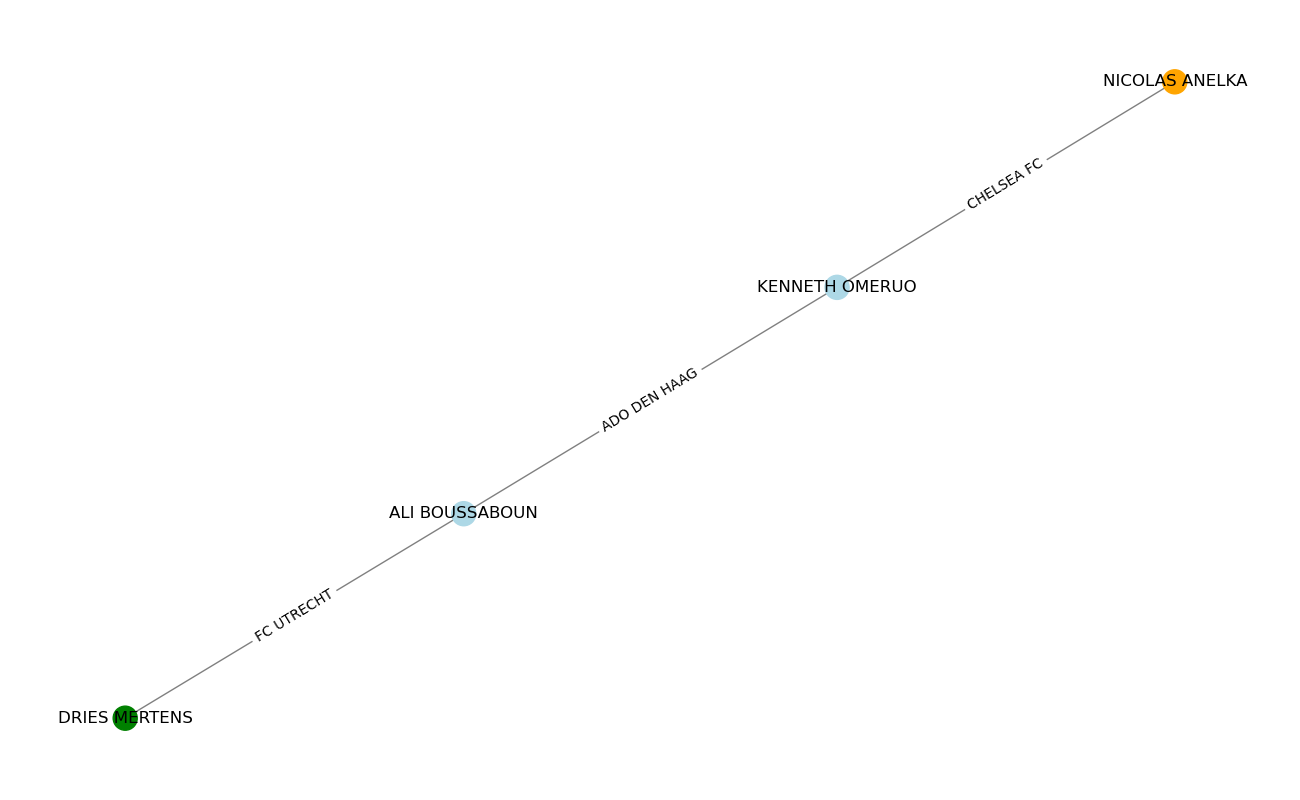 NICOLAS ANELKA
CHELSEA FC
KENNETH OMERUO
ADO DEN HAAG
ALI BOUSSABOUN
FC UTRECHT
DRIES MERTENS